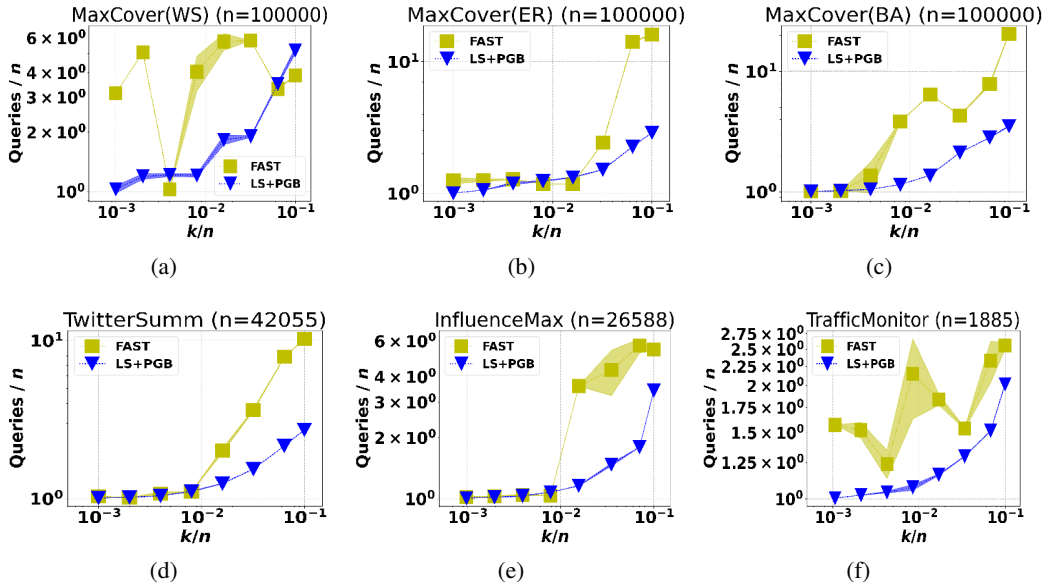 MaxCover(WS) (n=100000)
Queries / n
6 × 10⁰
4 × 10⁰
3 × 10⁰
2 × 10⁰
10⁰
FAST
LS+PGB
10⁻³
10⁻²
10⁻¹
k/n
(a)
MaxCover(ER) (n=100000)
Queries / n
10¹
10⁰
FAST
LS+PGB
10⁻³
10⁻²
10⁻¹
k/n
(b)
MaxCover(BA) (n=100000)
Queries / n
10¹
10⁰
FAST
LS+PGB
10⁻³
10⁻²
10⁻¹
k/n
(c)
TwitterSumm (n=42055)
Queries / n
10¹
10⁰
FAST
LS+PGB
10⁻³
10⁻²
10⁻¹
k/n
(d)
InfluenceMax (n=26588)
Queries / n
6 × 10⁰
4 × 10⁰
3 × 10⁰
2 × 10⁰
10⁰
FAST
LS+PGB
10⁻³
10⁻²
10⁻¹
k/n
(e)
TrafficMonitor (n=1885)
Queries / n
2.75 × 10⁰
2.5 × 10⁰
2.25 × 10⁰
2 × 10⁰
1.75 × 10⁰
1.5 × 10⁰
1.25 × 10⁰
10⁰
FAST
LS+PGB
10⁻³
10⁻²
10⁻¹
k/n
(f)